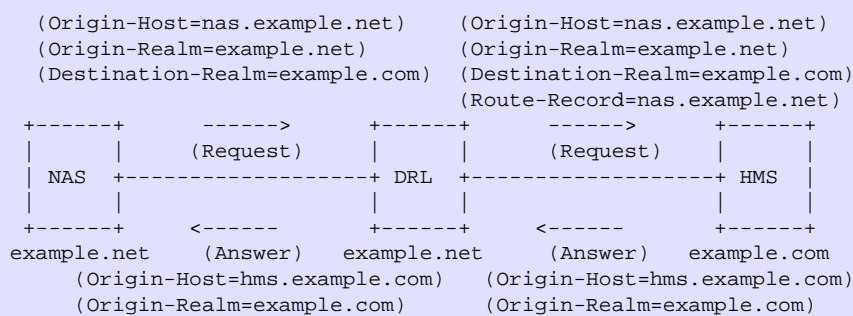 (Origin-Host=nas.example.net)    (Origin-Host=nas.example.net)
(Origin-Realm=example.net)       (Origin-Realm=example.net)
(Destination-Realm=example.com)  (Destination-Realm=example.com)
(Route-Record=nas.example.net)
+------+      ------>      +------+      ------>      +------+
|      |     (Request)     |      |      (Request)    |      |
| NAS  +-------------------+ DRL  +-------------------+ HMS  |
|      |                   |      |                   |      |
+------+     <------       +------+     <------       +------+
example.net    (Answer)   example.net     (Answer)   example.com
(Origin-Host=hms.example.com)   (Origin-Host=hms.example.com)
(Origin-Realm=example.com)      (Origin-Realm=example.com)